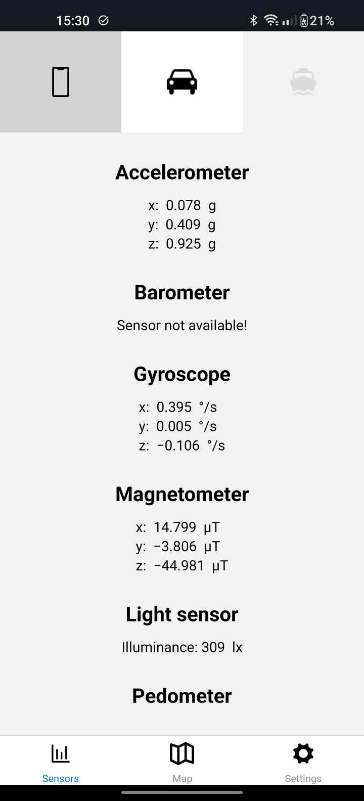 15:30 21%
Accelerometer
x: 0.078 g
y: 0.409 g
z: 0.925 g
Barometer
Sensor not available!
Gyroscope
x: 0.395 °/s
y: 0.005 °/s
z: −0.106 °/s
Magnetometer
x: 14.799 µT
y: −3.806 µT
z: −44.981 µT
Light sensor
Illuminance: 309 lx
Pedometer
Sensors Map Settings